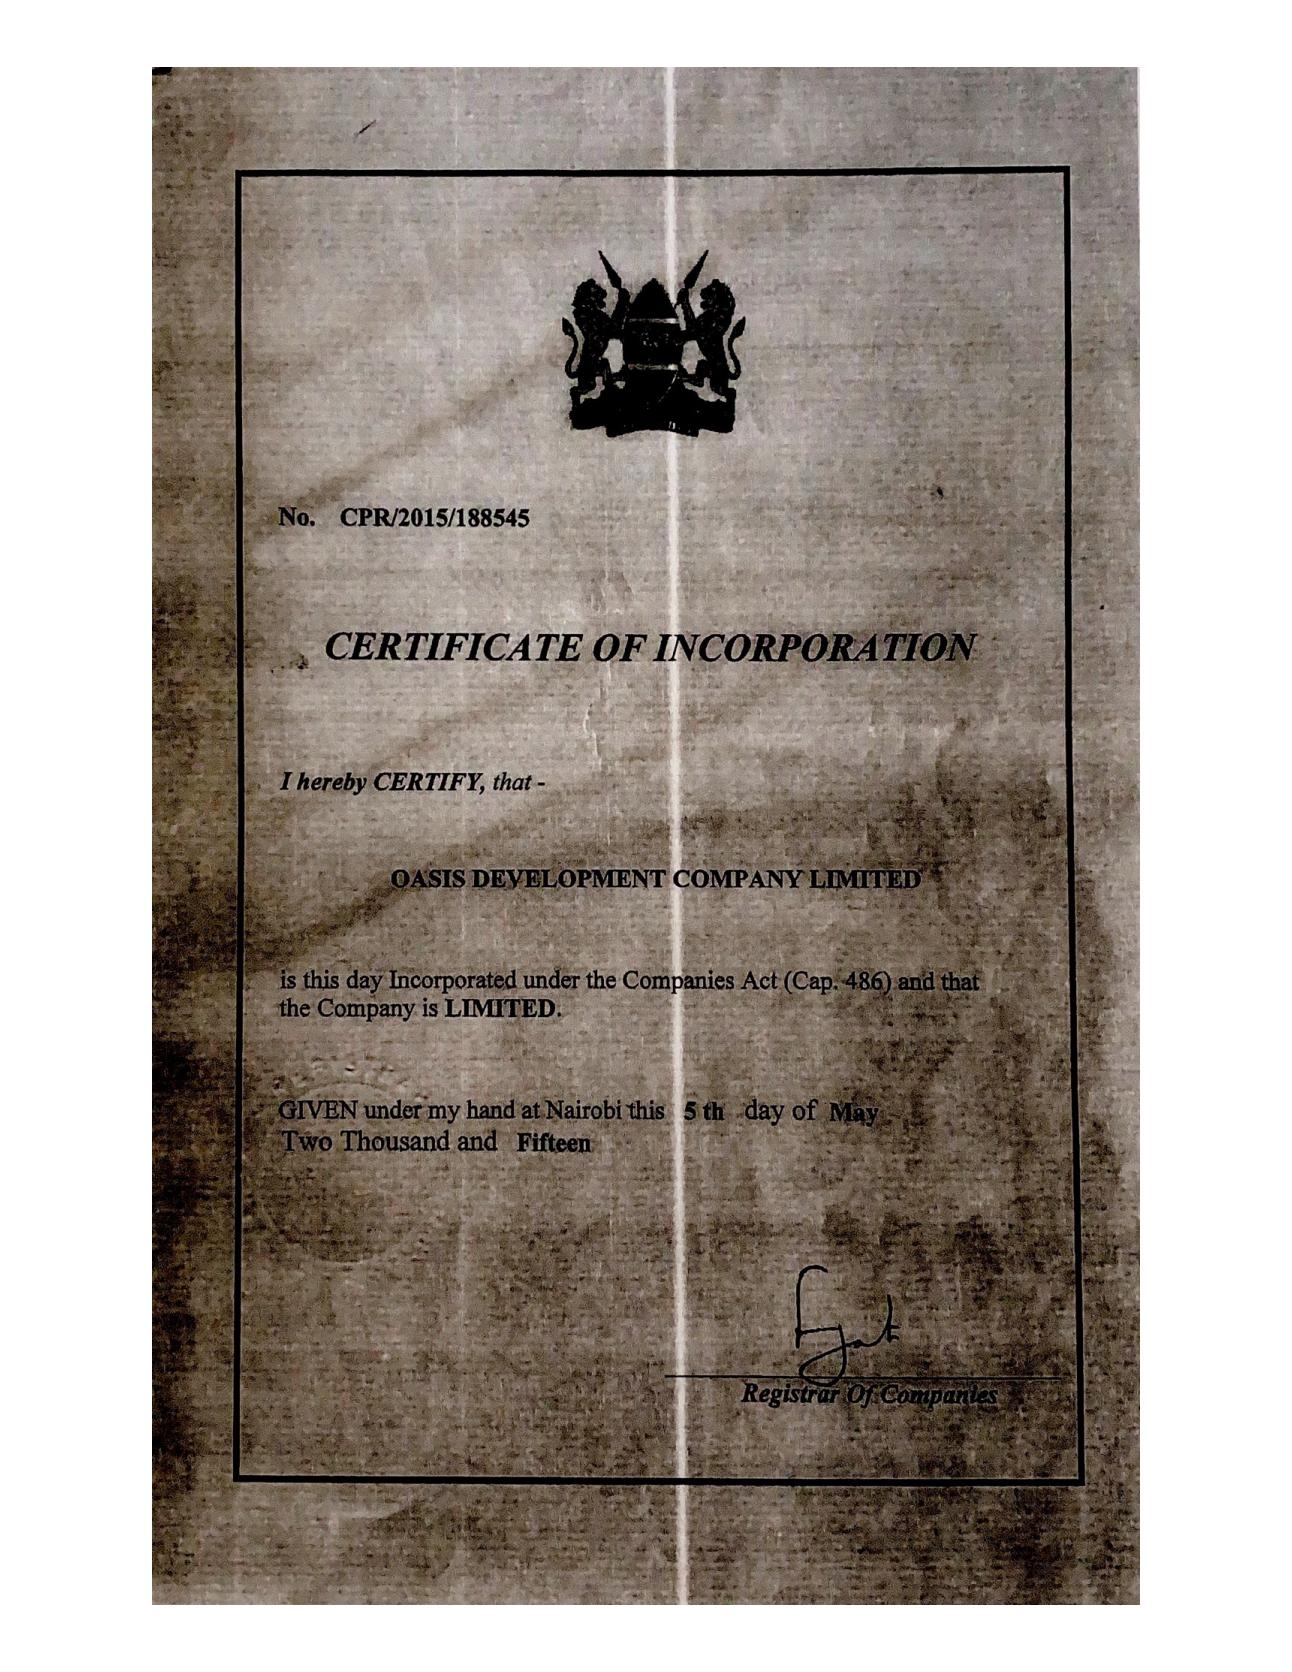 No. CPR/2015/188545
CERTIFICATE OF INCORPORATION
I hereby CERTIFY, that -
OASIS DEVELOPMENT COMPANY LIMITED
is this day Incorporated under the Companies Act (Cap. 486) and that
the Company is LIMITED.
GIVEN under my hand at Nairobi this 5 th day of May
Two Thousand and Fifteen
Registrar Of Companies